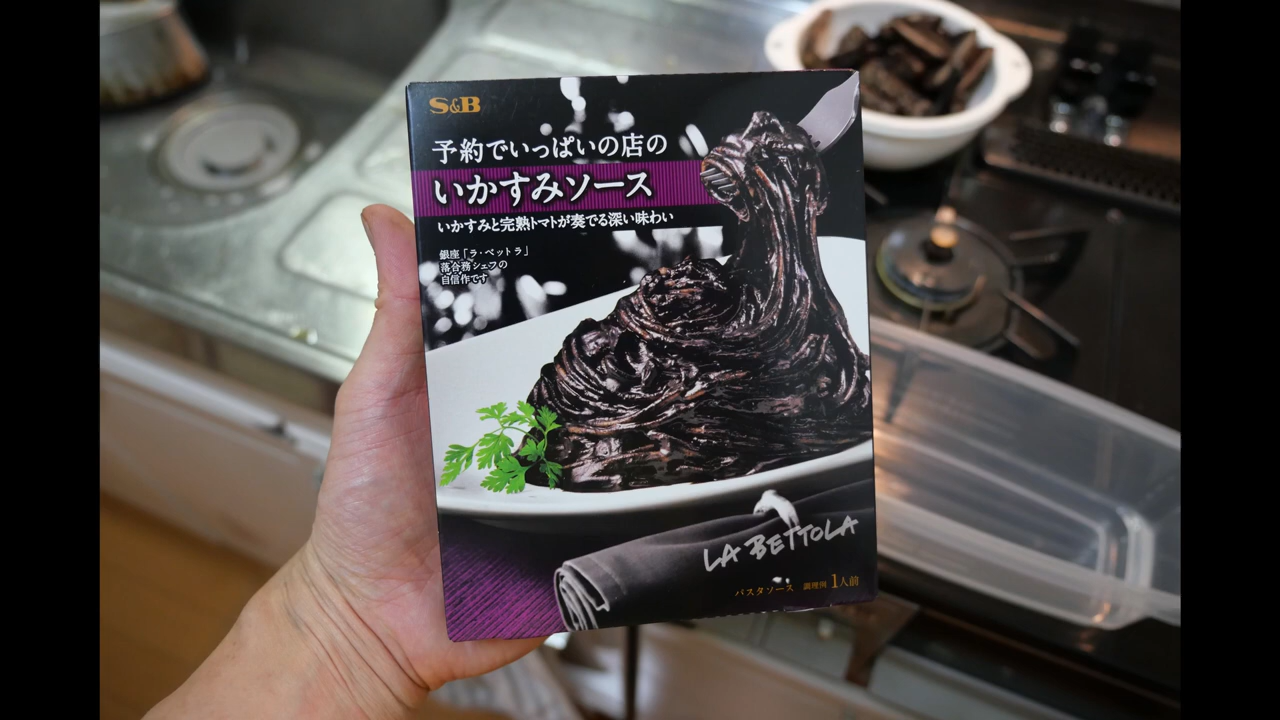 S&B
予約でいっぱいの店の
いかすみソース
いかすみと完熟トマトが奏でる深い味わい
銀座「ラ・ベットラ」
落合務シェフの
自信作です
LA BETTOLA
パスタソース 調理例 1人前